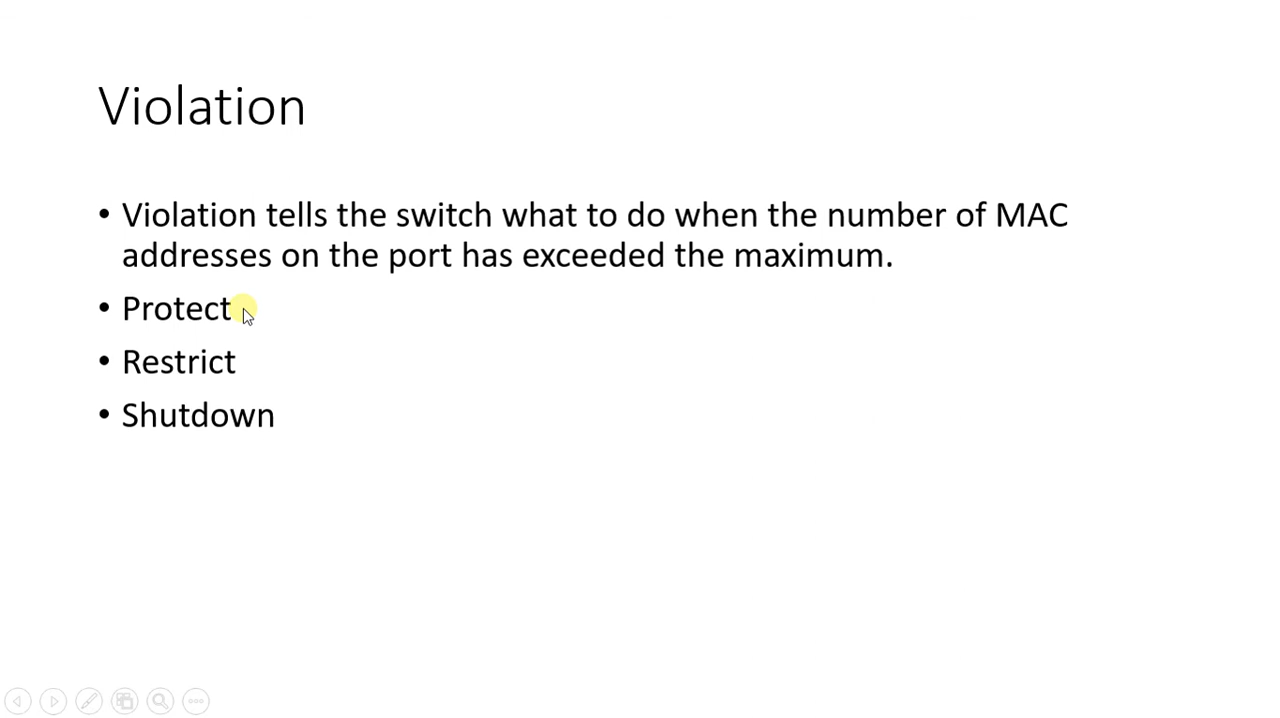 Violation
• Violation tells the switch what to do when the number of MAC
addresses on the port has exceeded the maximum.
• Protect
• Restrict
• Shutdown